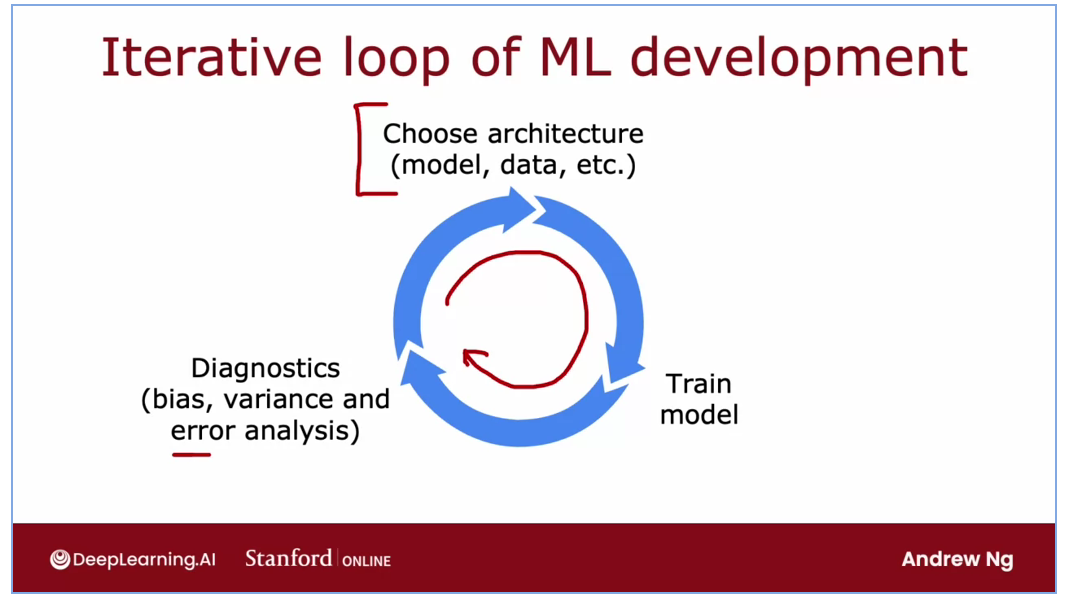 Iterative loop of ML development
Choose architecture
(model, data, etc.)
Diagnostics
(bias, variance and
error analysis)
Train
model
DeepLearning.AI
Stanford ONLINE
Andrew Ng